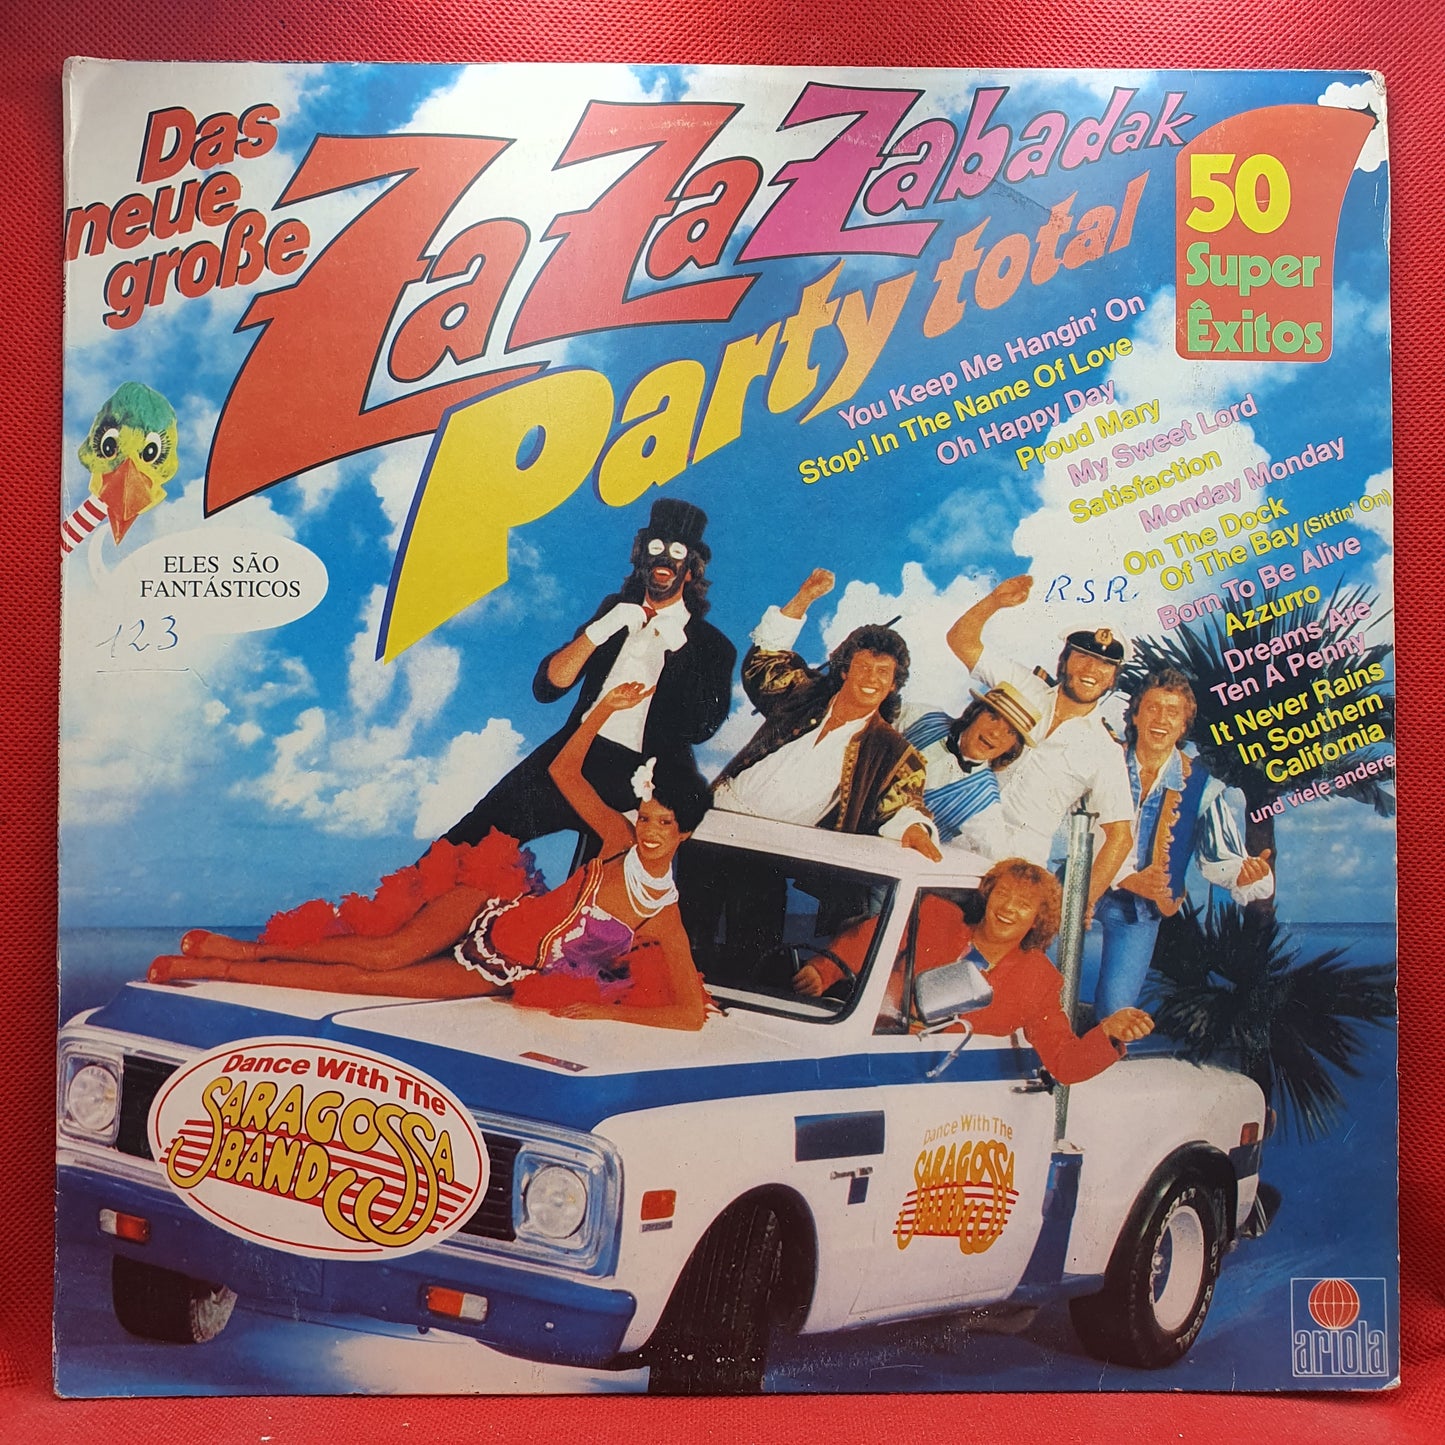 Das
neue
große
Za Za Zabadak
Party total
50
Super
Êxitos
You Keep Me Hangin' On
Stop! In The Name Of Love
Oh Happy Day
Proud Mary
My Sweet Lord
Satisfaction
Monday Monday
On The Dock
Of The Bay (Sittin' On)
Born To Be Alive
Azzurro
Dreams Are
Ten A Penny
It Never Rains
In Southern
California
und viele andere
ELES SÃO
FANTÁSTICOS
123
R.S.R.
Dance With The
SARAGOSSA
BAND
Dance With The
SARAGOSSA
BAND
ariola